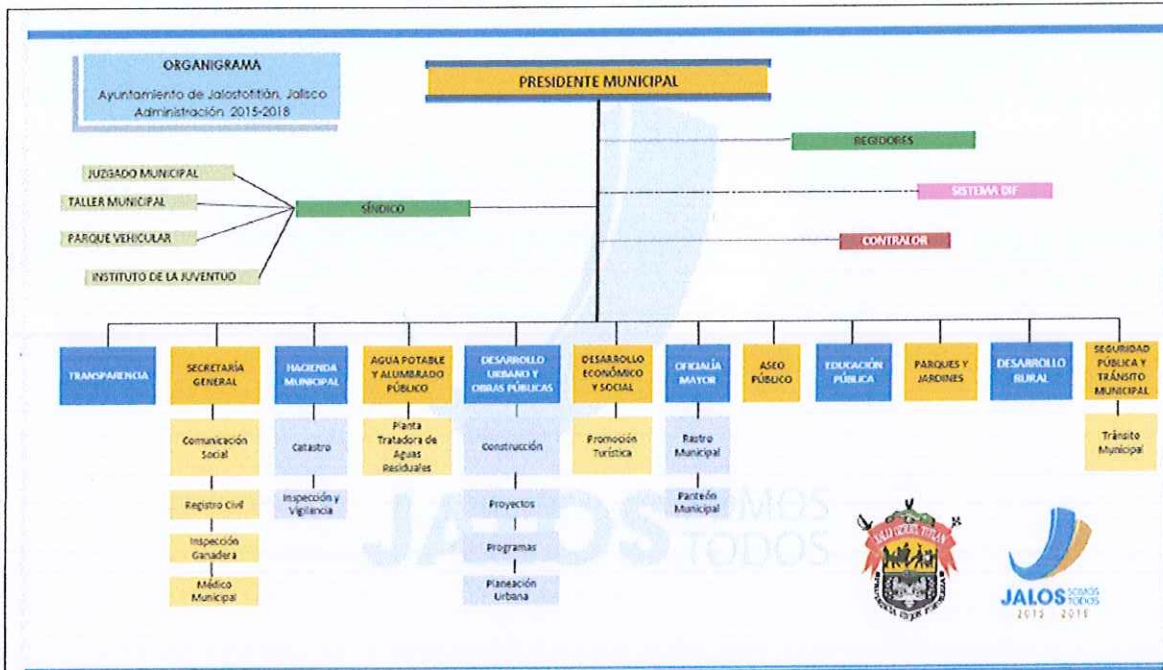 ORGANIGRAMA
Ayuntamiento de Jalostotitlán, Jalisco
Administración 2015-2018
PRESIDENTE MUNICIPAL
REGIDORES
SISTEMA DIF
CONTRALOR
SÍNDICO
JUZGADO MUNICIPAL
TALLER MUNICIPAL
PARQUE VEHICULAR
INSTITUTO DE LA JUVENTUD
TRANSPARENCIA
SECRETARÍA
GENERAL
HACIENDA
MUNICIPAL
AGUA POTABLE
Y ALUMBRADO
PÚBLICO
DESARROLLO
URBANO Y
OBRAS PÚBLICAS
DESARROLLO
ECONÓMICO
Y SOCIAL
OFICIALÍA
MAYOR
ASEO
PÚBLICO
EDUCACIÓN
PÚBLICA
PARQUES Y
JARDINES
DESARROLLO
RURAL
SEGURIDAD
PÚBLICA Y
TRÁNSITO
MUNICIPAL
Comunicación
Social
Registro Civil
Inspección
Ganadera
Médico
Municipal
Catastro
Inspección y
Vigilancia
Planta
Tratadora de
Aguas
Residuales
Construcción
Proyectos
Programas
Planeación
Urbana
Promoción
Turística
Rastro
Municipal
Panteón
Municipal
Tránsito
Municipal
JALOS SOMOS
TODOS
JALOS SOMOS
TODOS
2015 - 2018